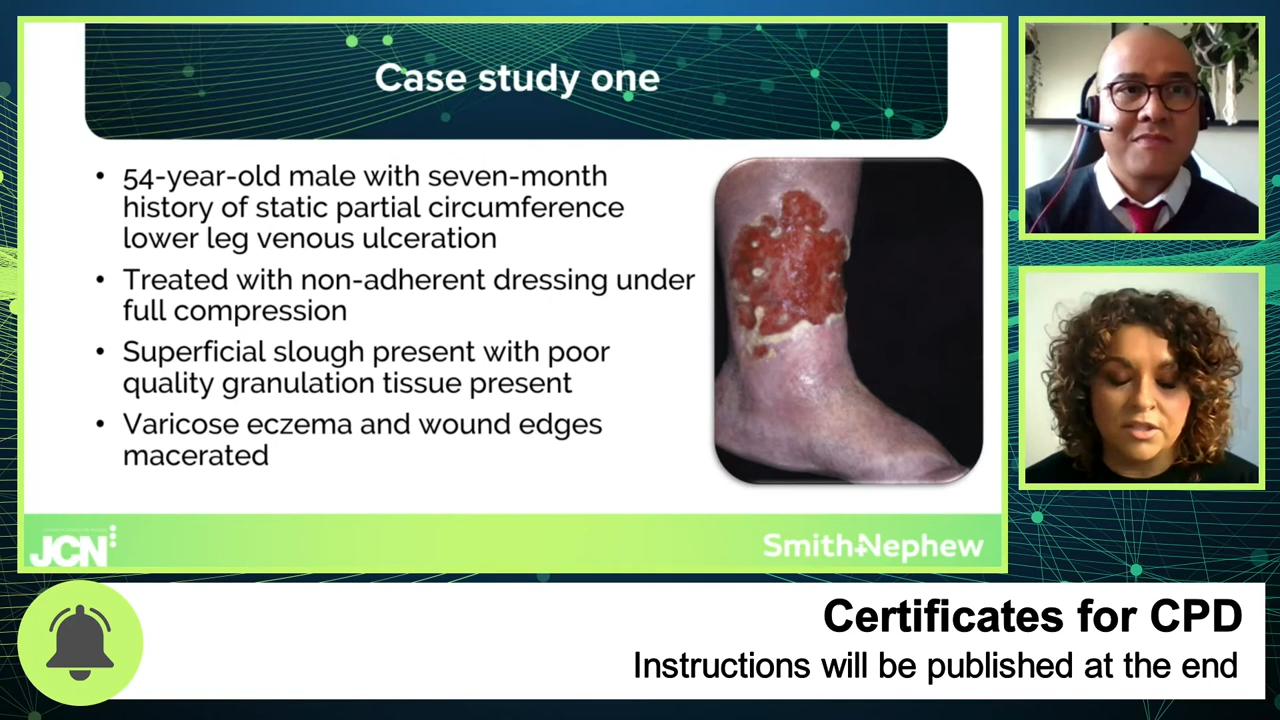 Case study one
• 54-year-old male with seven-month
history of static partial circumference
lower leg venous ulceration
• Treated with non-adherent dressing under
full compression
• Superficial slough present with poor
quality granulation tissue present
• Varicose eczema and wound edges
macerated
JCN
Smith+Nephew
Certificates for CPD
Instructions will be published at the end